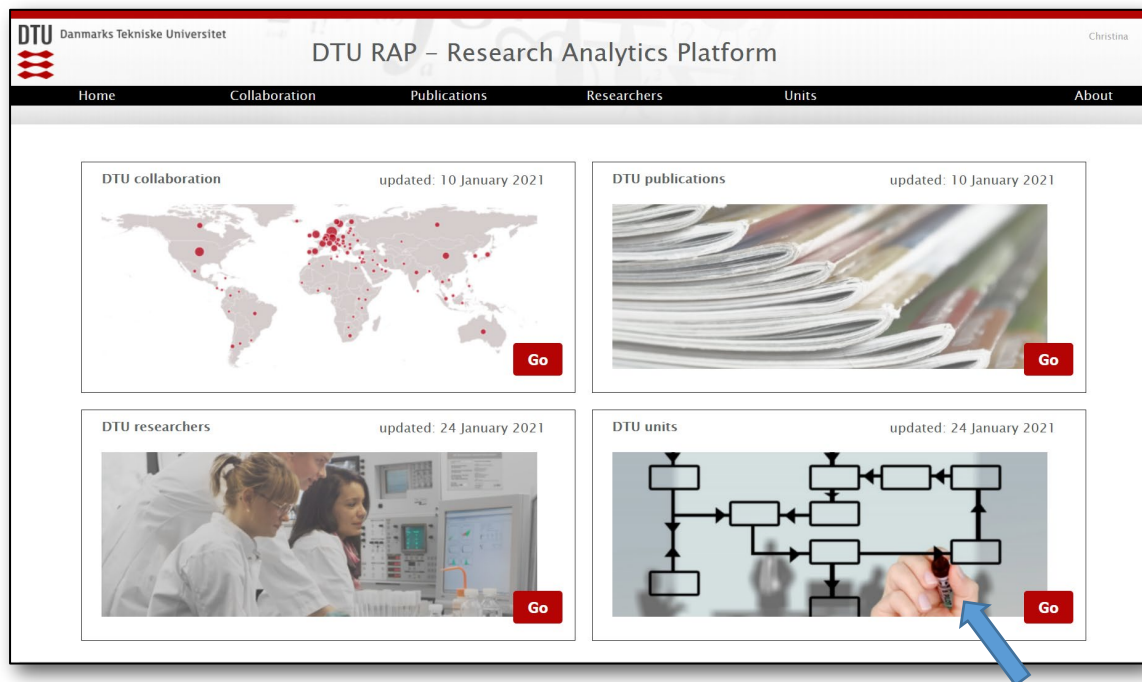 DTU Danmarks Tekniske Universitet
DTU RAP – Research Analytics Platform
Christina
Home Collaboration Publications Researchers Units About
DTU collaboration updated: 10 January 2021
Go
DTU publications updated: 10 January 2021
Go
DTU researchers updated: 24 January 2021
Go
DTU units updated: 24 January 2021
Go